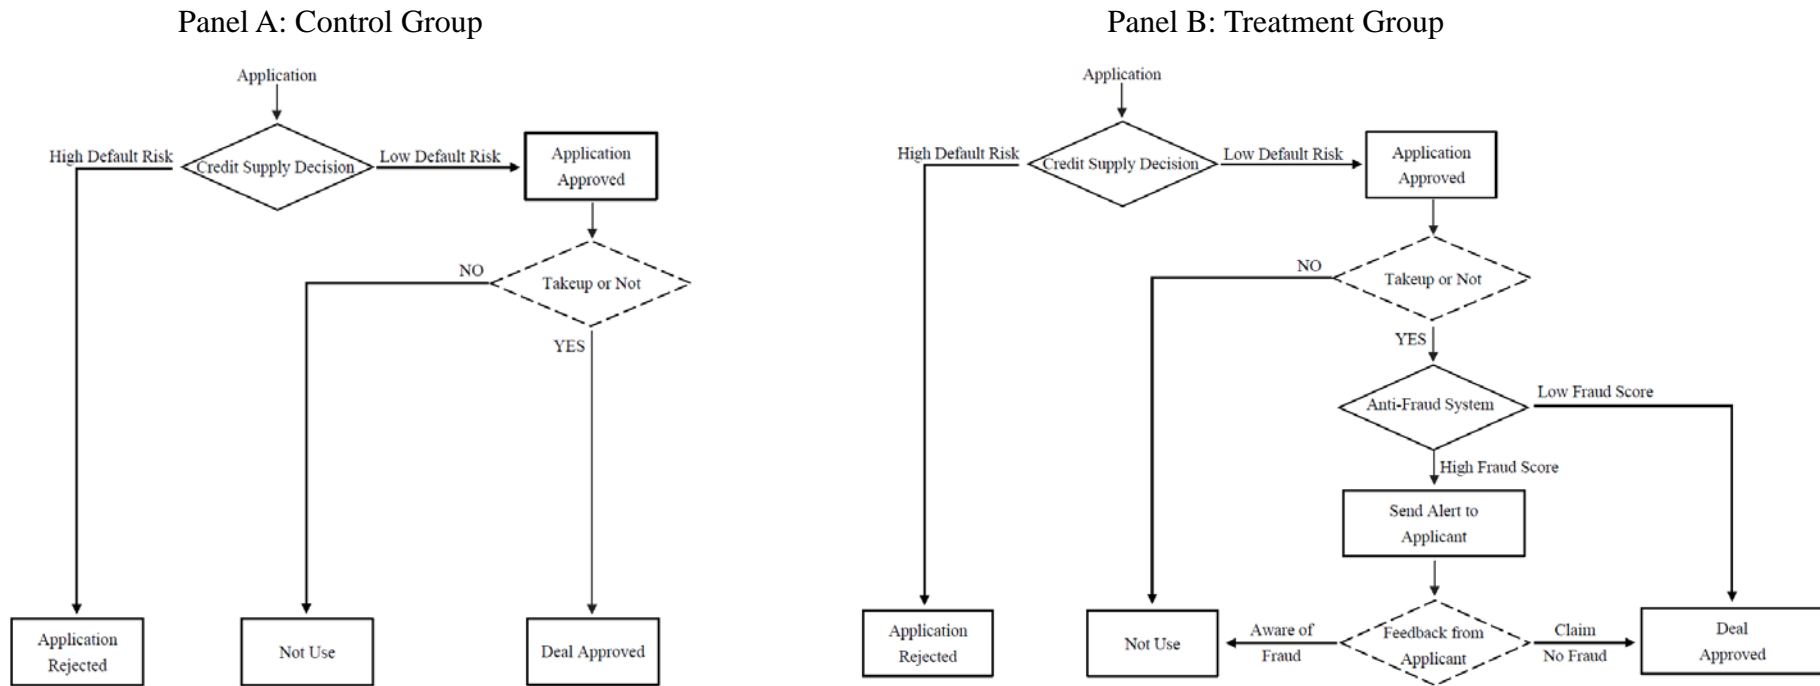 Panel A: Control Group
Application
High Default Risk
Credit Supply Decision
Low Default Risk
Application
Approved
NO
Takeup or Not
YES
Application
Rejected
Not Use
Deal Approved
Panel B: Treatment Group
Application
High Default Risk
Credit Supply Decision
Low Default Risk
Application
Approved
NO
Takeup or Not
YES
Anti-Fraud System
Low Fraud Score
High Fraud Score
Send Alert to
Applicant
Application
Rejected
Not Use
Aware of
Fraud
Feedback from
Applicant
Claim
No Fraud
Deal
Approved